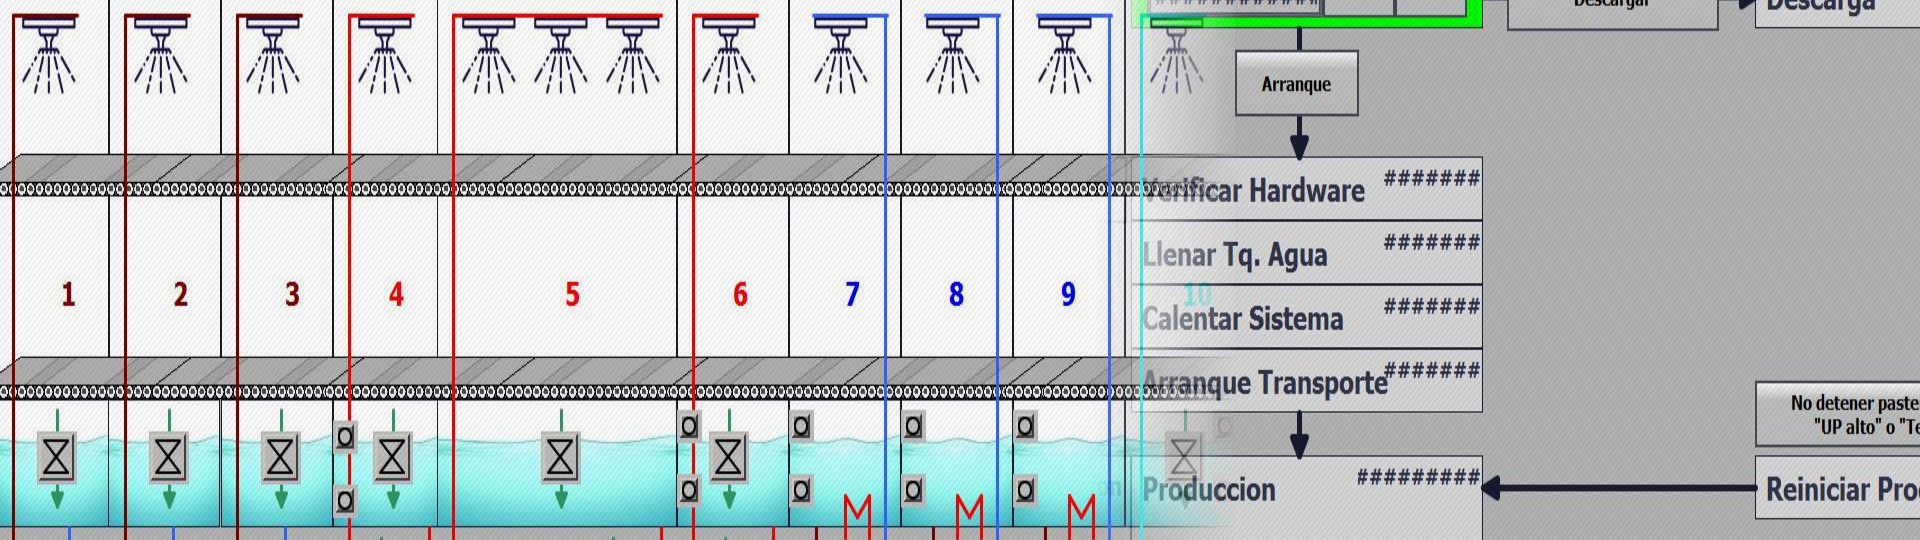 Descargar
Descarga
Arranque
Verificar Hardware #######
Llenar Tq. Agua #######
Calentar Sistema #######
Arranque Transporte #######
1 2 3 4 5 6 7 8 9 10
No detener paste
"UP alto" o "Te
Produccion #########
Reiniciar Pro